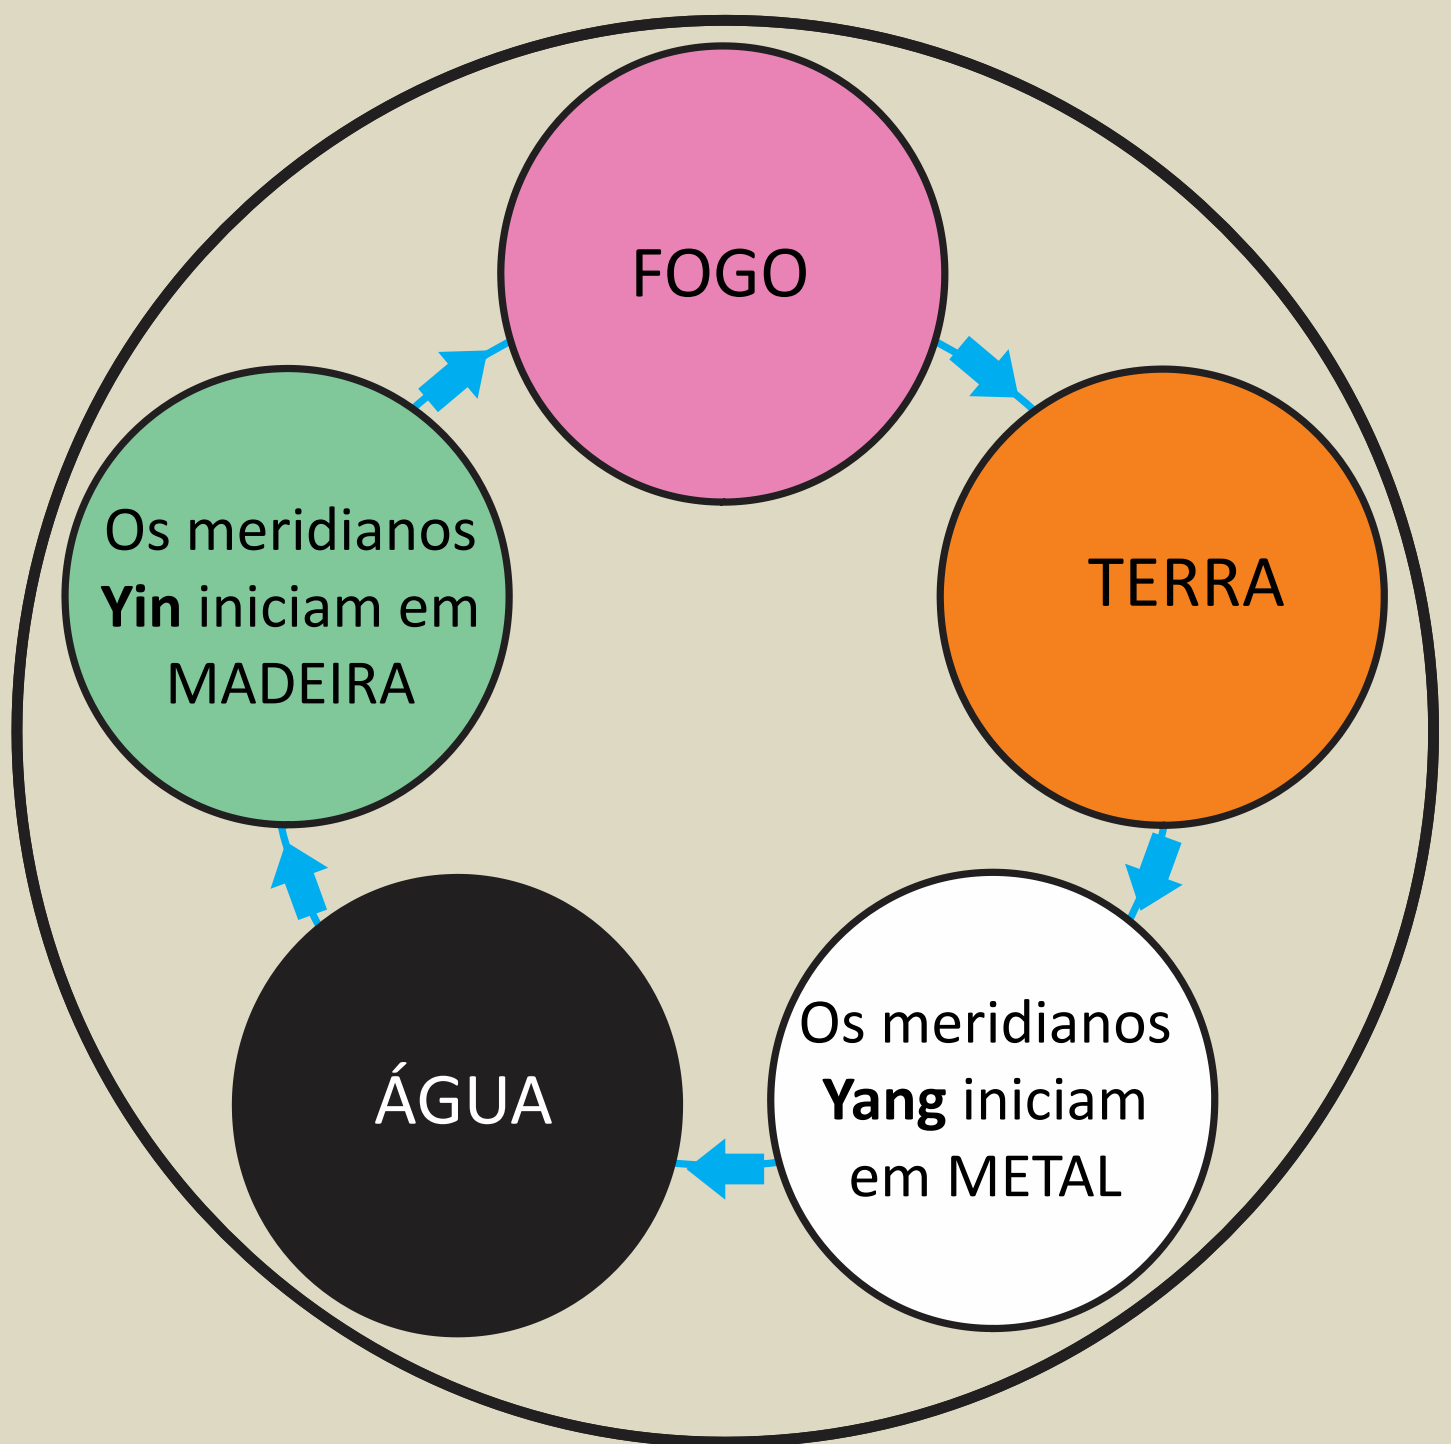 FOGO
Os meridianos
Yin iniciam em
MADEIRA
TERRA
Os meridianos
Yang iniciam
em METAL
ÁGUA